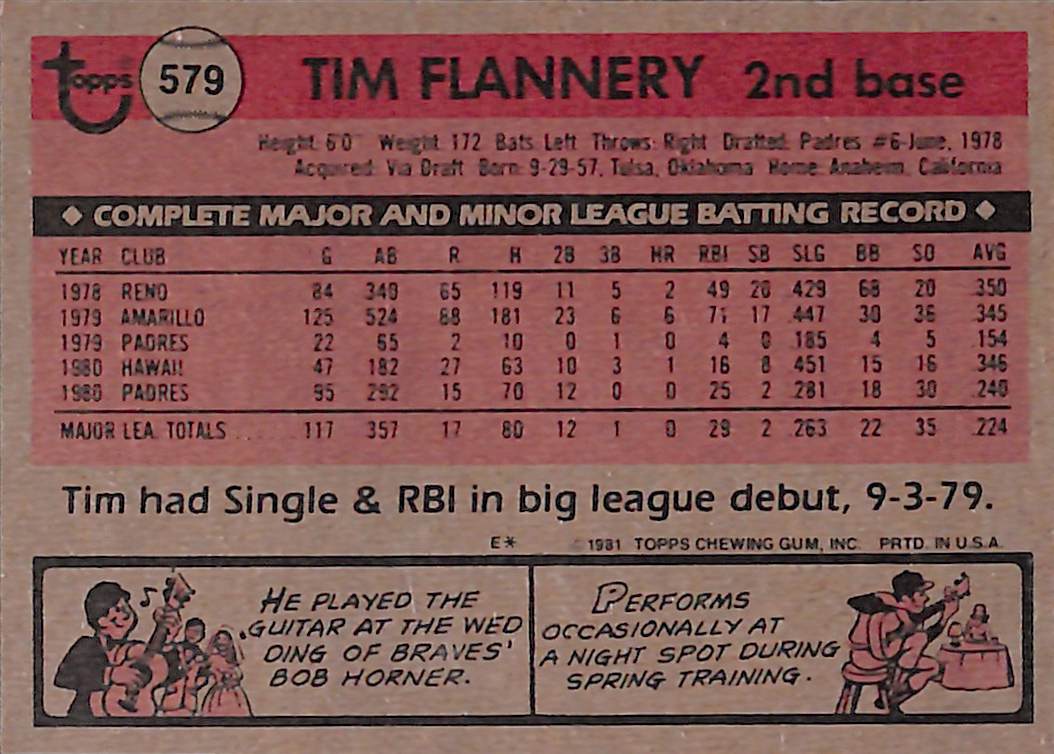 topps 579 TIM FLANNERY 2nd base
Height: 6'0" Weight: 172 Bats: Left Throws: Right Drafted: Padres #6-June, 1978
Acquired: Via Draft Born: 9-29-57, Tulsa, Oklahoma Home: Anaheim, California
◆ COMPLETE MAJOR AND MINOR LEAGUE BATTING RECORD ◆
YEAR CLUB G AB R H 2B 3B HR RBI SB SLG BB SO AVG
1978 RENO 84 340 65 119 11 5 2 49 20 .429 68 20 .350
1979 AMARILLO 125 524 88 181 23 6 6 71 17 .447 30 36 .345
1979 PADRES 22 65 2 10 0 1 0 4 0 .185 4 5 .154
1980 HAWAII 47 182 27 63 10 3 1 16 8 .451 15 16 .346
1980 PADRES 95 292 15 70 12 0 0 25 2 .281 18 30 .240
MAJOR LEA. TOTALS ..... 117 357 17 80 12 1 0 29 2 .263 22 35 .224
Tim had Single & RBI in big league debut, 9-3-79.
E* © 1981 TOPPS CHEWING GUM, INC. PRTD. IN U.S.A.
HE PLAYED THE
GUITAR AT THE WED
DING OF BRAVES'
BOB HORNER.
PERFORMS
OCCASIONALLY AT
A NIGHT SPOT DURING
SPRING TRAINING.